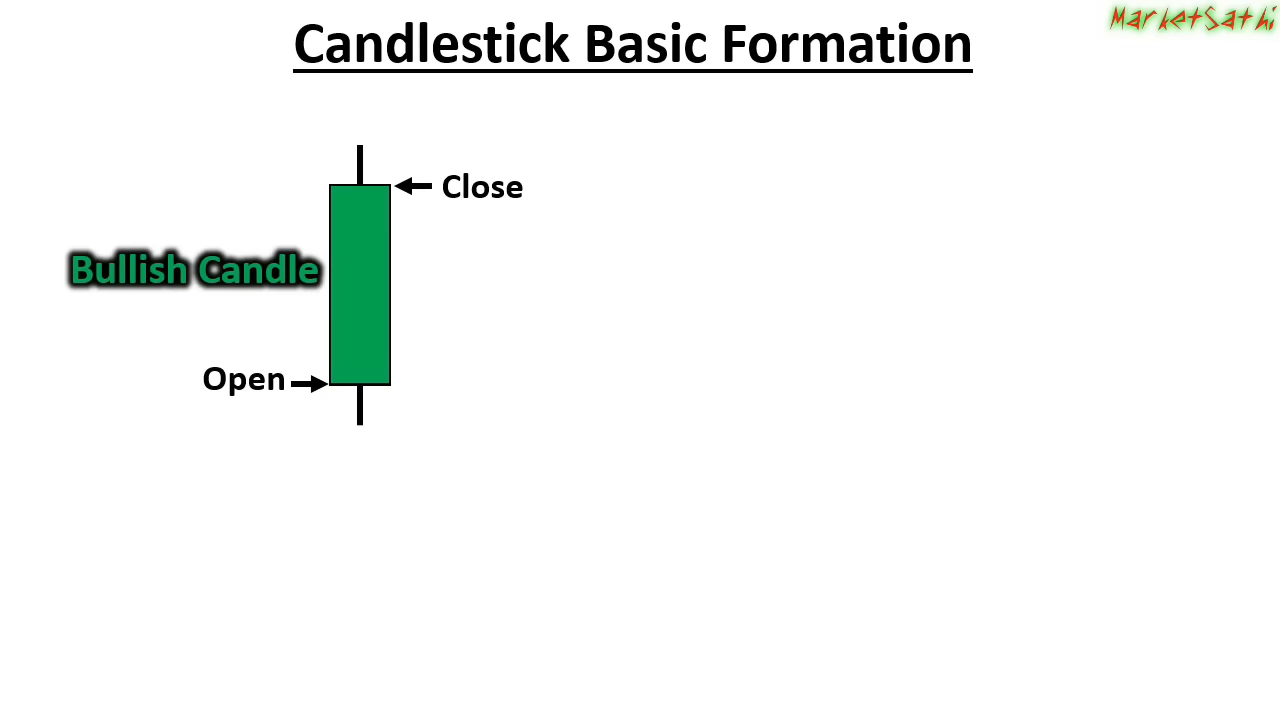 Candlestick Basic Formation
MarketSathi
Close
Bullish Candle
Open